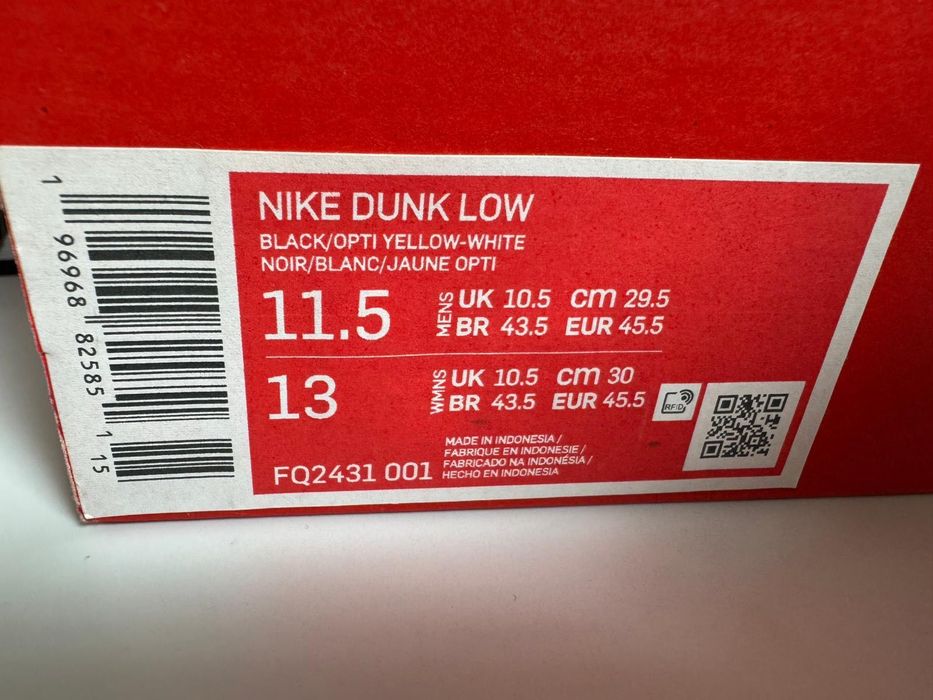 NIKE DUNK LOW
BLACK/OPTI YELLOW-WHITE
NOIR/BLANC/JAUNE OPTI
11.5
MENS
UK 10.5 cm 29.5
BR 43.5 EUR 45.5
13
WMNS
UK 10.5 cm 30
BR 43.5 EUR 45.5
RFID
MADE IN INDONESIA /
FABRIQUE EN INDONESIE /
FABRICADO NA INDONÉSIA /
HECHO EN INDONESIA
FQ2431 001
1 96968 82585 1 15